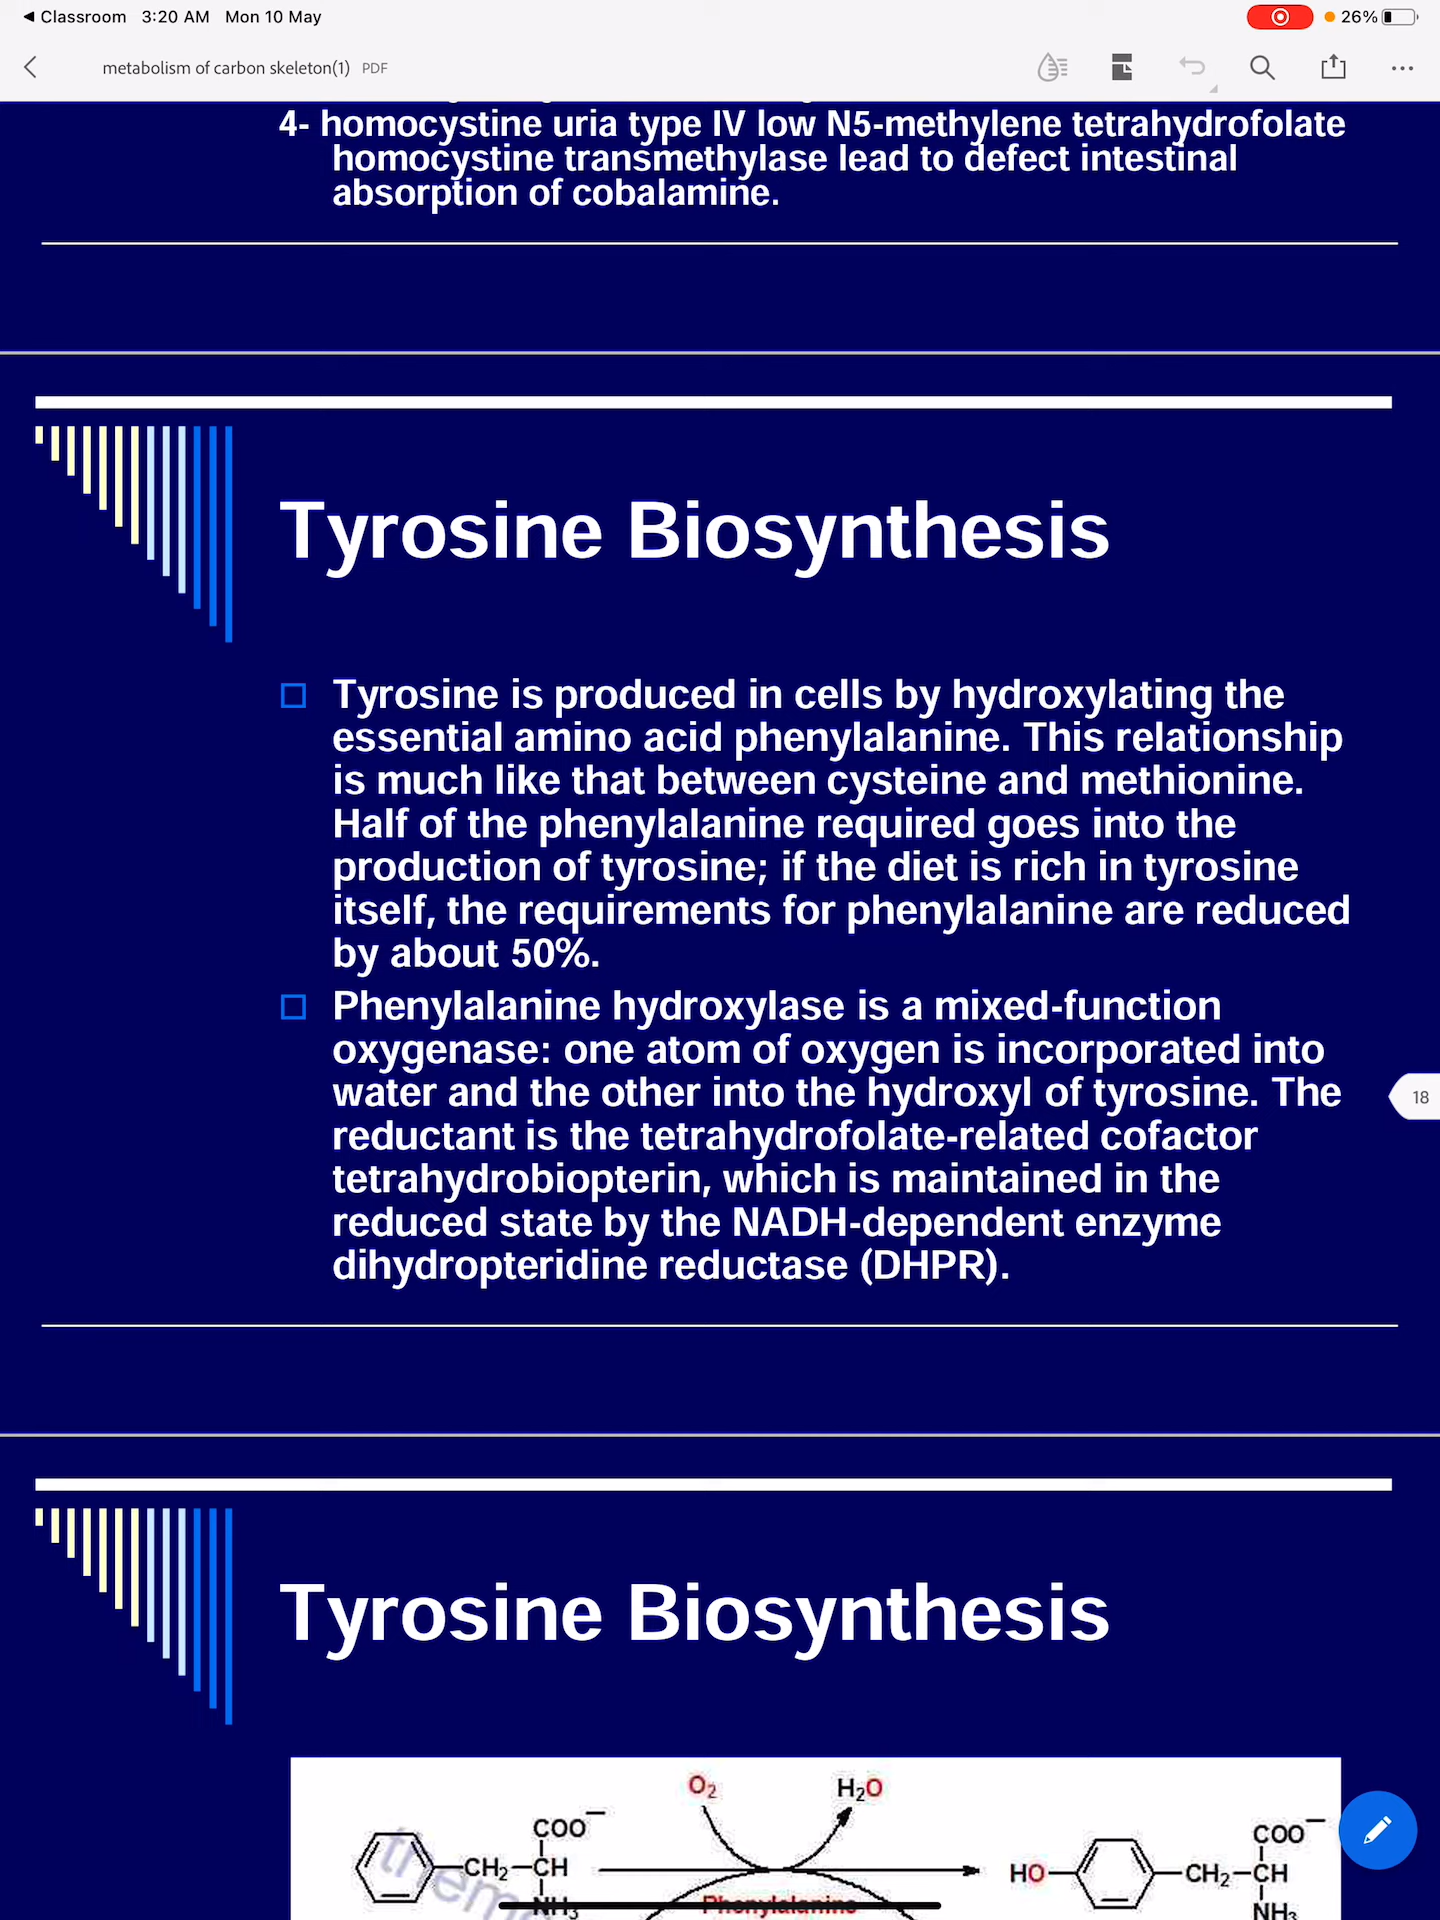 ◀ Classroom 3:20 AM Mon 10 May 26%
metabolism of carbon skeleton(1) PDF
4- homocystine uria type IV low N5-methylene tetrahydrofolate
homocystine transmethylase lead to defect intestinal
absorption of cobalamine.
Tyrosine Biosynthesis
Tyrosine is produced in cells by hydroxylating the
essential amino acid phenylalanine. This relationship
is much like that between cysteine and methionine.
Half of the phenylalanine required goes into the
production of tyrosine; if the diet is rich in tyrosine
itself, the requirements for phenylalanine are reduced
by about 50%.
Phenylalanine hydroxylase is a mixed-function
oxygenase: one atom of oxygen is incorporated into
water and the other into the hydroxyl of tyrosine. The
reductant is the tetrahydrofolate-related cofactor
tetrahydrobiopterin, which is maintained in the
reduced state by the NADH-dependent enzyme
dihydropteridine reductase (DHPR).
18
Tyrosine Biosynthesis
O2 H2O
COO− COO−
CH2-CH HO CH2-CH
NH3 Phenylalanine NH3